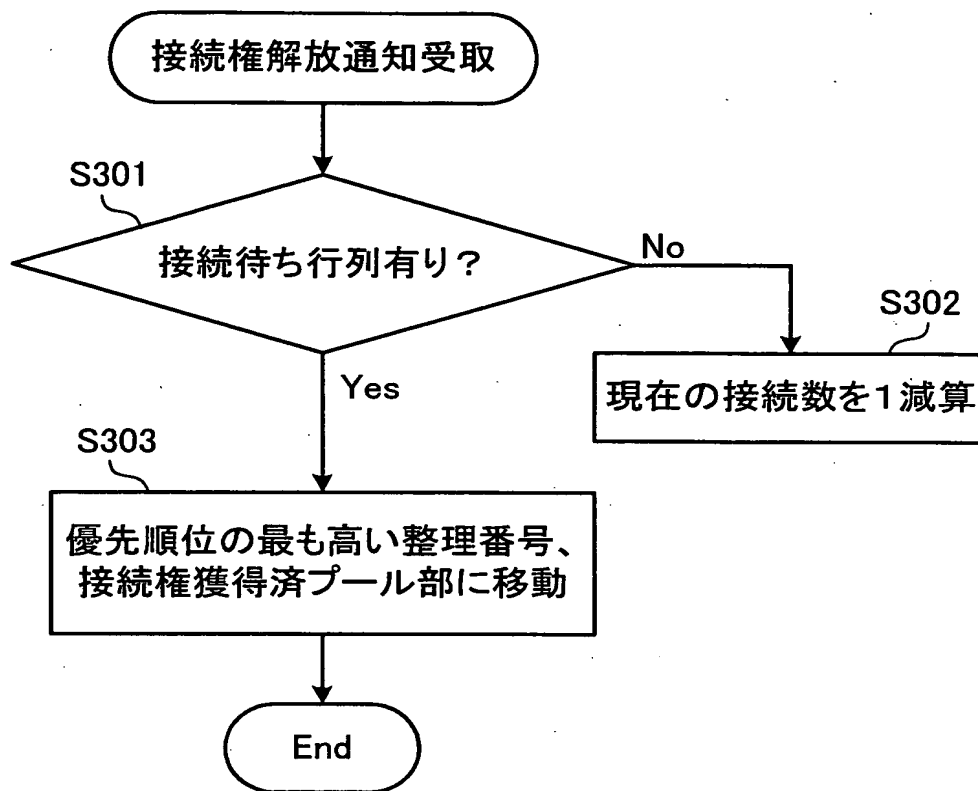 接続権解放通知受取
S301
接続待ち行列有り？
No
S302
現在の接続数を1減算
Yes
S303
優先順位の最も高い整理番号、
接続権獲得済プール部に移動
End